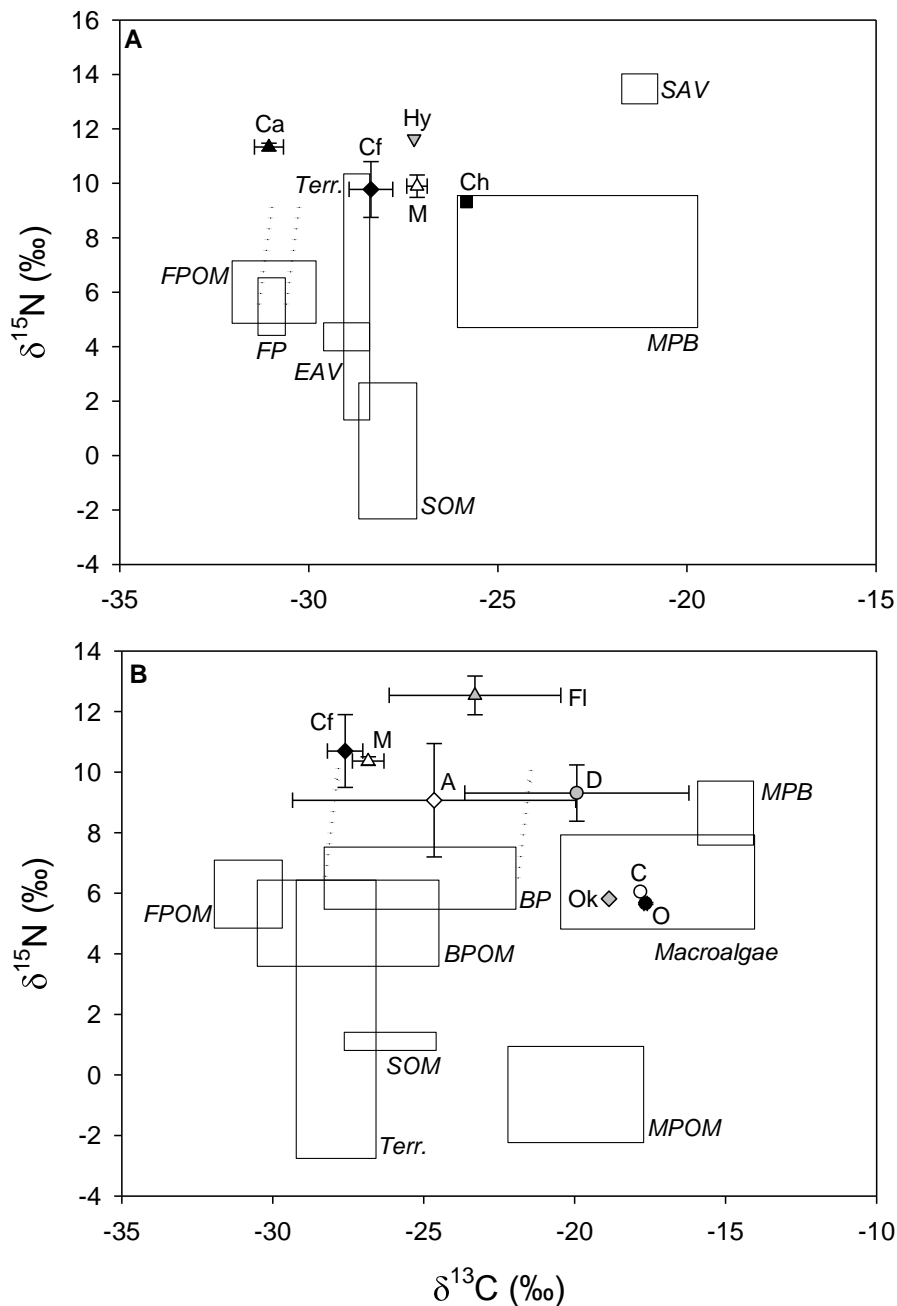 A
16
14
12
10
8
6
4
2
0
-2
-4
δ15N (‰)
SAV
Ca
Hy
Cf
Terr.
M
Ch
FPOM
FP
EAV
MPB
SOM
-35 -30 -25 -20 -15
B
14
12
10
8
6
4
2
0
-2
-4
δ15N (‰)
Fl
Cf
M
A
D
MPB
C
Ok
O
BP
FPOM
BPOM
Macroalgae
SOM
MPOM
Terr.
-35 -30 -25 -20 -15 -10
δ13C (‰)